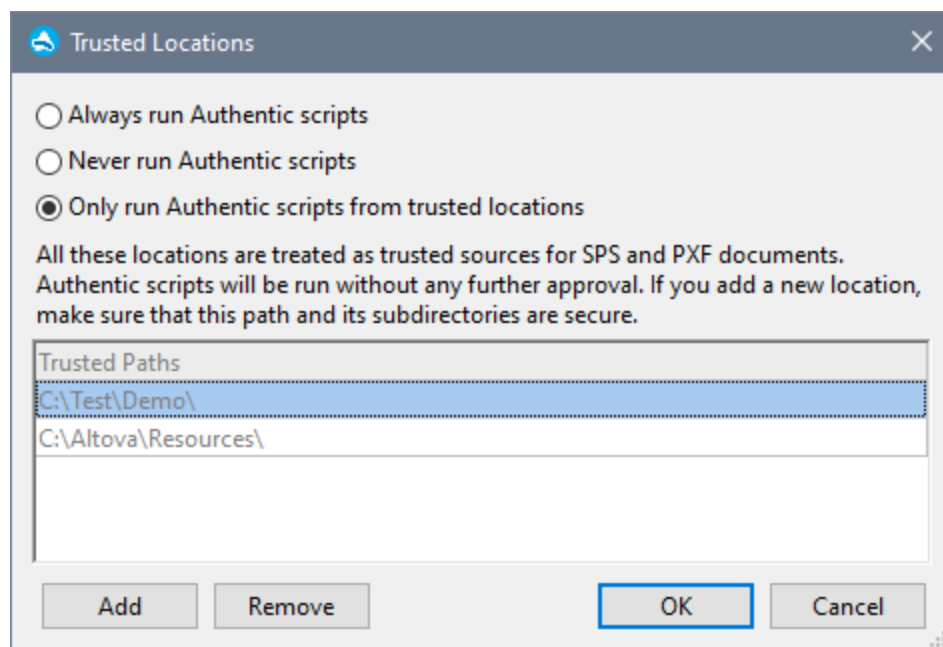 Trusted Locations
Always run Authentic scripts
Never run Authentic scripts
Only run Authentic scripts from trusted locations
All these locations are treated as trusted sources for SPS and PXF documents.
Authentic scripts will be run without any further approval. If you add a new location,
make sure that this path and its subdirectories are secure.
Trusted Paths
C:\Test\Demo\
C:\Altova\Resources\
Add Remove OK Cancel